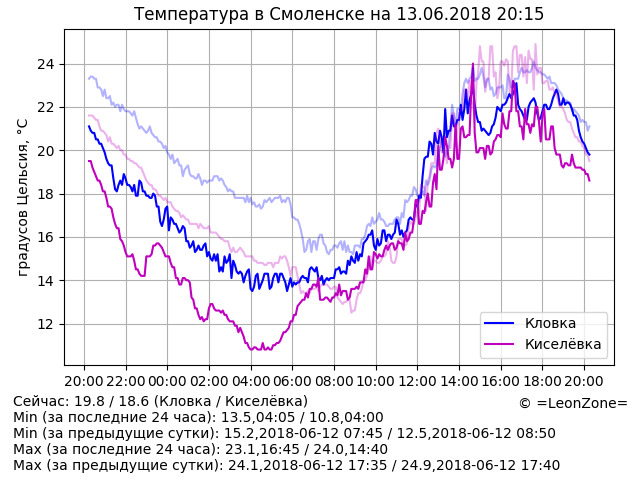 Температура в Смоленске на 13.06.2018 20:15
градусов Цельсия, °C
24
22
20
18
16
14
12
20:00 22:00 00:00 02:00 04:00 06:00 08:00 10:00 12:00 14:00 16:00 18:00 20:00
Кловка
Киселёвка
Сейчас: 19.8 / 18.6 (Кловка / Киселёвка)
© =LeonZone=
Min (за последние 24 часа): 13.5,04:05 / 10.8,04:00
Min (за предыдущие сутки): 15.2,2018-06-12 07:45 / 12.5,2018-06-12 08:50
Max (за последние 24 часа): 23.1,16:45 / 24.0,14:40
Max (за предыдущие сутки): 24.1,2018-06-12 17:35 / 24.9,2018-06-12 17:40